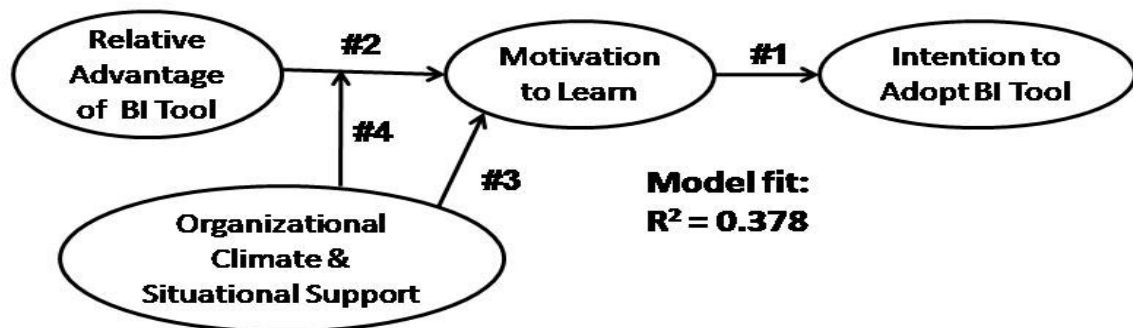 Relative
Advantage
of BI Tool
#2
Motivation
to Learn
#1
Intention to
Adopt BI Tool
#4
#3
Organizational
Climate &
Situational Support
Model fit:
R² = 0.378